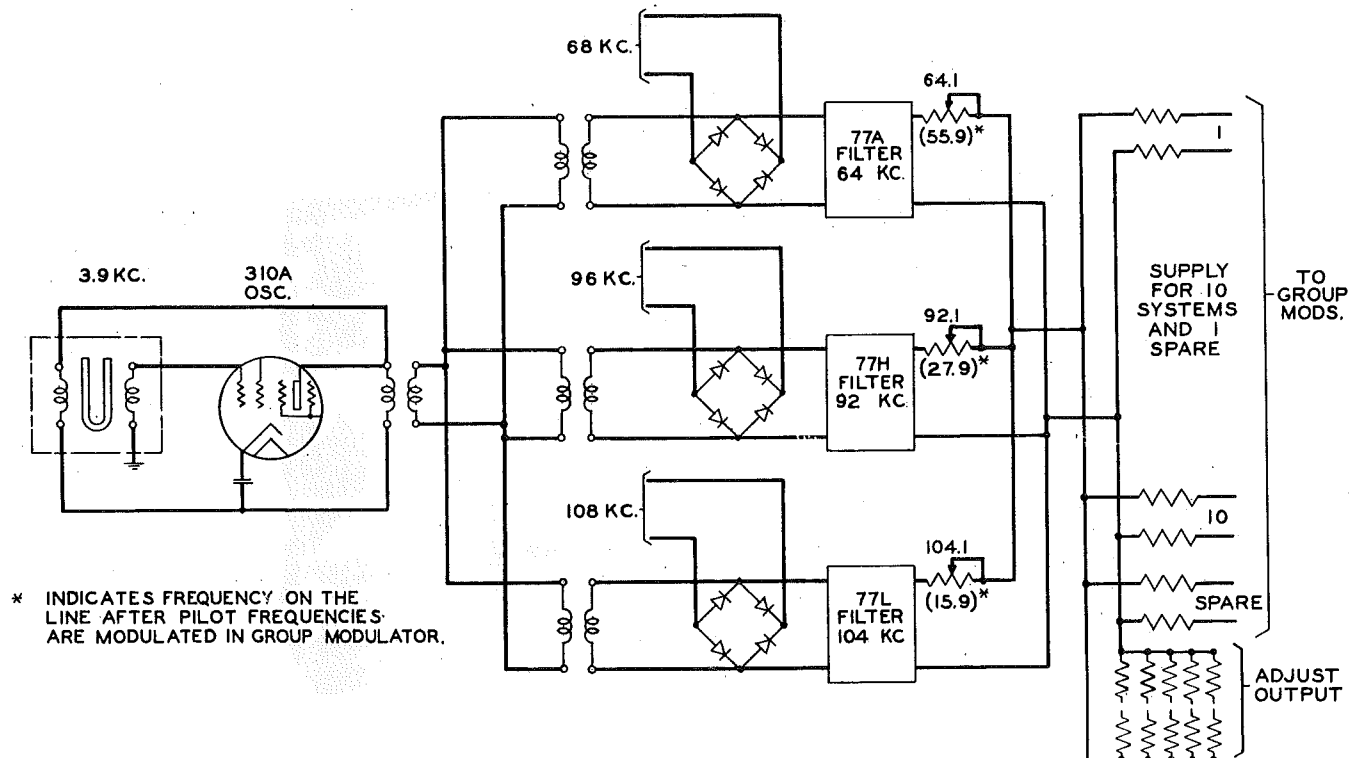 68 KC.
64.1
77A
FILTER
64 KC.
(55.9)*
1
3.9 KC.
310A
OSC.
96 KC.
92.1
77H
FILTER
92 KC.
(27.9)*
SUPPLY
FOR 10
SYSTEMS
AND 1
SPARE
TO
GROUP
MODS.
108 KC.
104.1
77L
FILTER
104 KC
(15.9)*
10
SPARE
* INDICATES FREQUENCY ON THE
LINE AFTER PILOT FREQUENCIES
ARE MODULATED IN GROUP MODULATOR.
ADJUST
OUTPUT